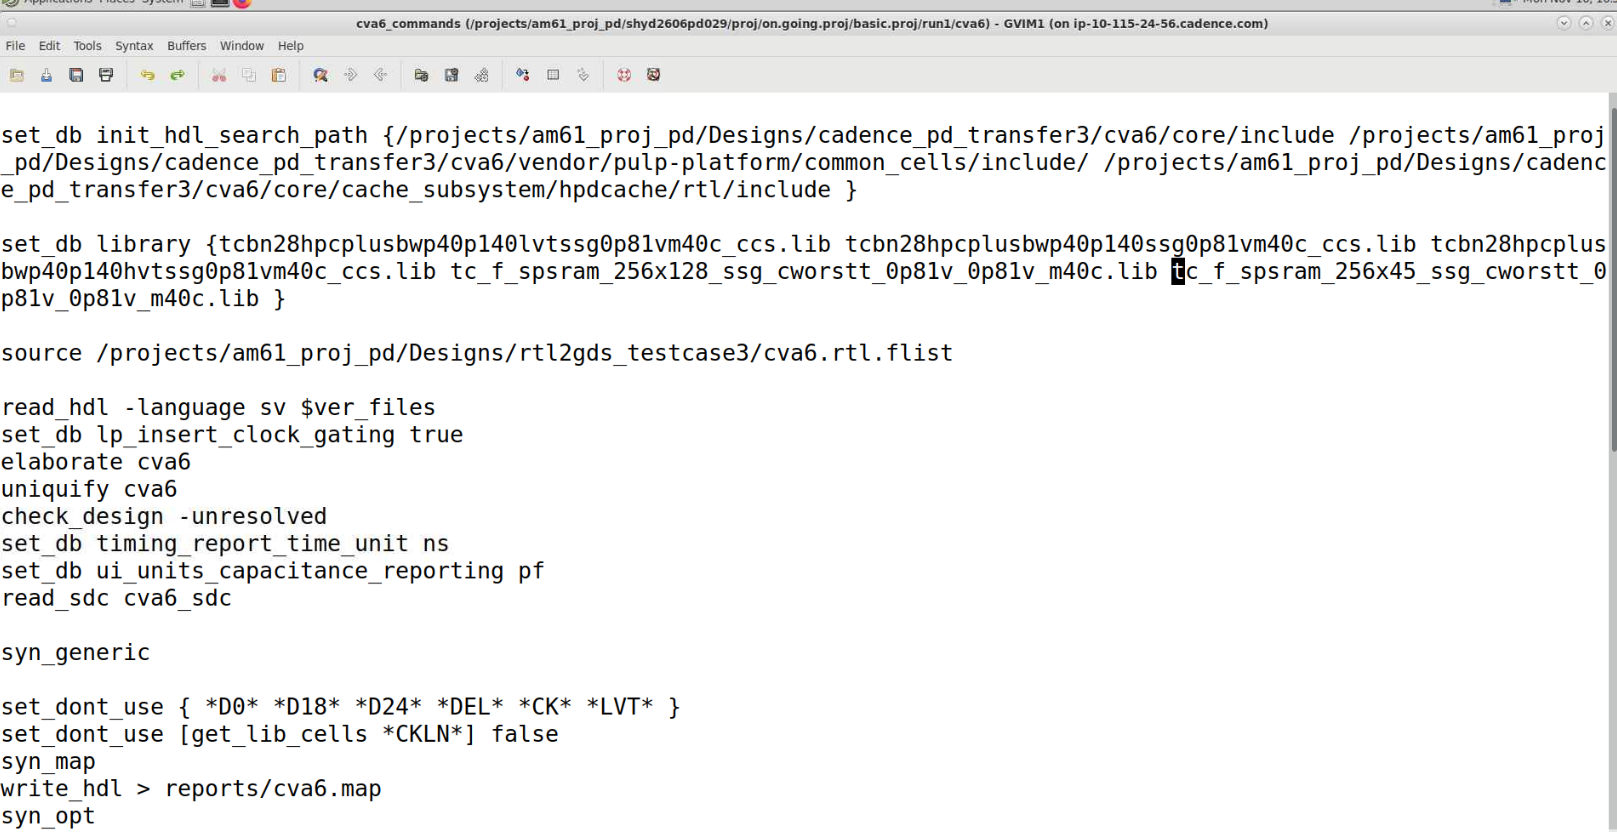 Applications Places System
cva6_commands (/projects/am61_proj_pd/shyd2606pd029/proj/on.going.proj/basic.proj/run1/cva6) - GVIM1 (on ip-10-115-24-56.cadence.com)
File Edit Tools Syntax Buffers Window Help
set_db init_hdl_search_path {/projects/am61_proj_pd/Designs/cadence_pd_transfer3/cva6/core/include /projects/am61_proj
_pd/Designs/cadence_pd_transfer3/cva6/vendor/pulp-platform/common_cells/include/ /projects/am61_proj_pd/Designs/cadenc
e_pd_transfer3/cva6/core/cache_subsystem/hpdcache/rtl/include }
set_db library {tcbn28hpcplusbwp40p140lvtssg0p81vm40c_ccs.lib tcbn28hpcplusbwp40p140ssg0p81vm40c_ccs.lib tcbn28hpcplus
bwp40p140hvtssg0p81vm40c_ccs.lib tc_f_spsram_256x128_ssg_cworstt_0p81v_0p81v_m40c.lib tc_f_spsram_256x45_ssg_cworstt_0
p81v_0p81v_m40c.lib }
source /projects/am61_proj_pd/Designs/rtl2gds_testcase3/cva6.rtl.flist
read_hdl -language sv $ver_files
set_db lp_insert_clock_gating true
elaborate cva6
uniquify cva6
check_design -unresolved
set_db timing_report_time_unit ns
set_db ui_units_capacitance_reporting pf
read_sdc cva6_sdc
syn_generic
set_dont_use { *D0* *D18* *D24* *DEL* *CK* *LVT* }
set_dont_use [get_lib_cells *CKLN*] false
syn_map
write_hdl > reports/cva6.map
syn_opt